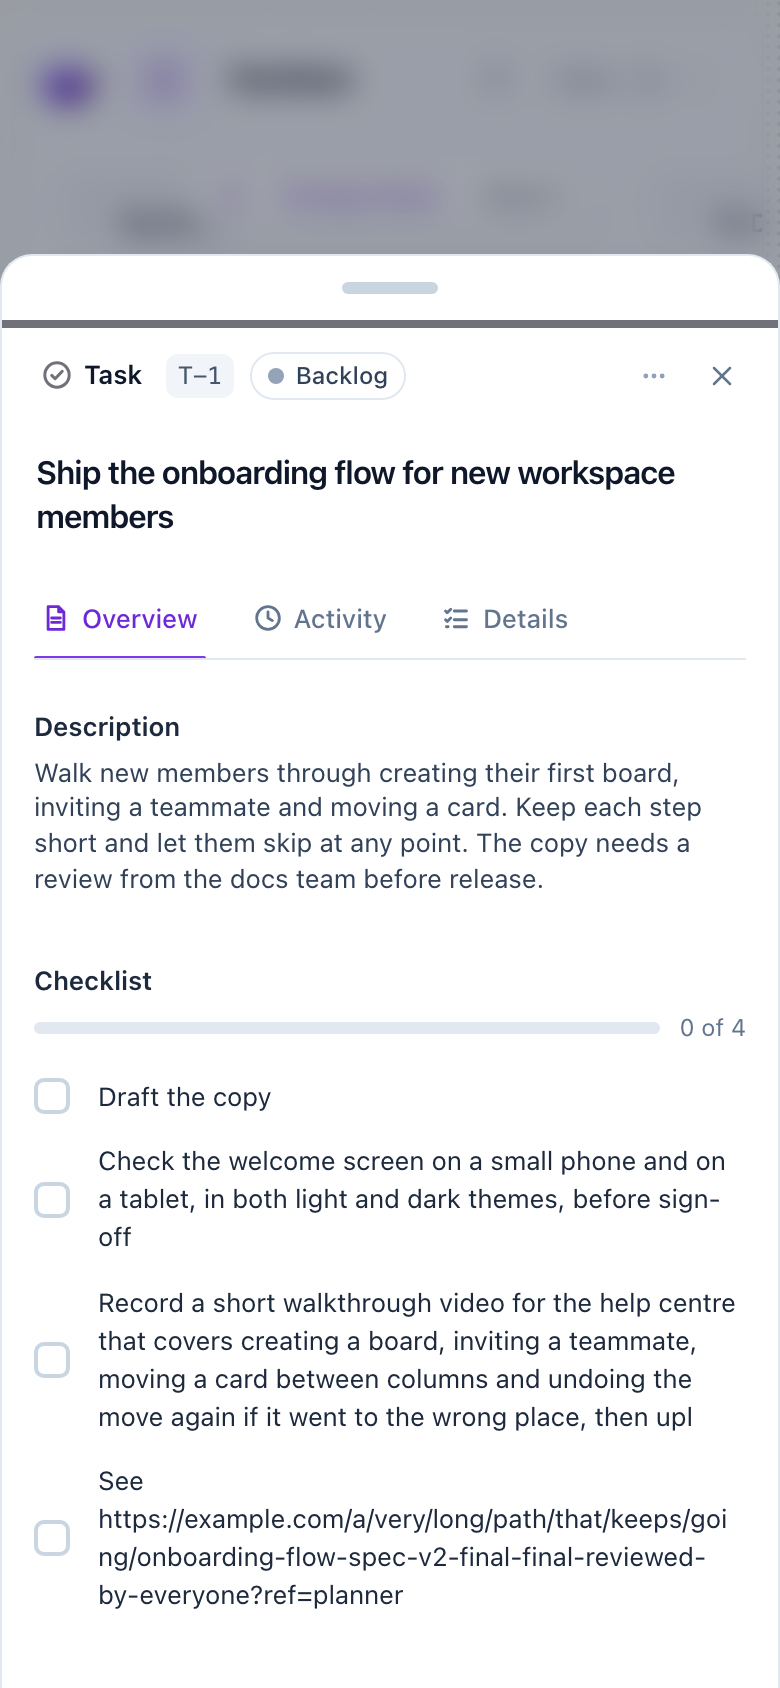 Task T-1 Backlog
Ship the onboarding flow for new workspace
members
Overview Activity Details
Description
Walk new members through creating their first board,
inviting a teammate and moving a card. Keep each step
short and let them skip at any point. The copy needs a
review from the docs team before release.
Checklist
0 of 4
Draft the copy
Check the welcome screen on a small phone and on
a tablet, in both light and dark themes, before sign-
off
Record a short walkthrough video for the help centre
that covers creating a board, inviting a teammate,
moving a card between columns and undoing the
move again if it went to the wrong place, then upl
See
https://example.com/a/very/long/path/that/keeps/goi
ng/onboarding-flow-spec-v2-final-final-reviewed-
by-everyone?ref=planner